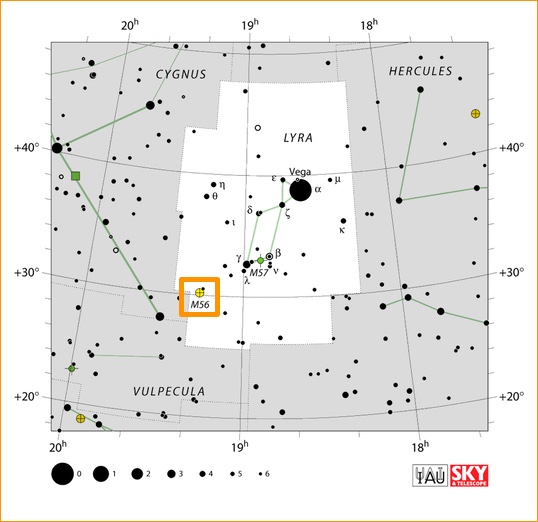 20h 19h 18h
CYGNUS
HERCULES
LYRA
+40° +40°
Vega
ε
μ
η
α
θ
δ
ζ
ι
κ
β
γ
M57
ν
+30° +30°
λ
M56
VULPECULA
+20° +20°
20h 19h 18h
0 1 2 3 4 5 6
IAU
SKY
& TELESCOPE